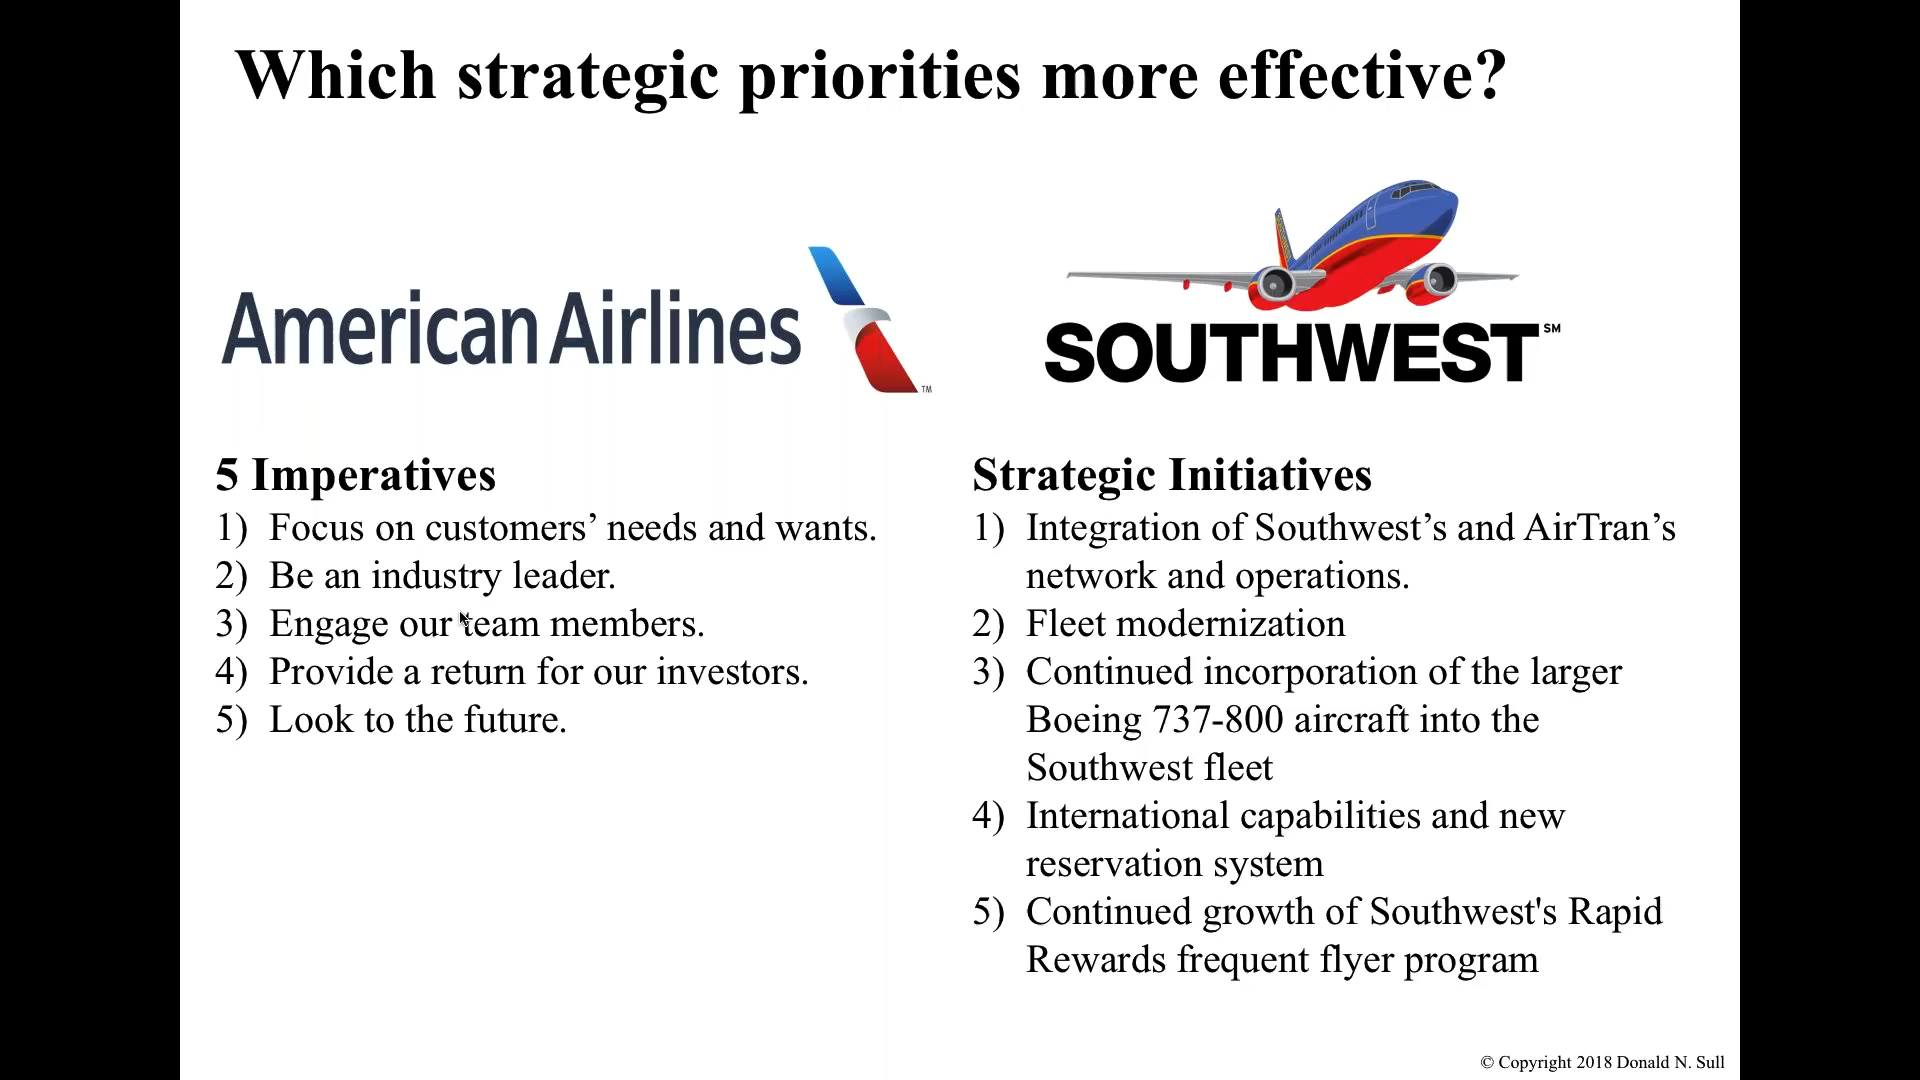 Which strategic priorities more effective?
American Airlines ™
SOUTHWEST℠
5 Imperatives
1) Focus on customers’ needs and wants.
2) Be an industry leader.
3) Engage our team members.
4) Provide a return for our investors.
5) Look to the future.
Strategic Initiatives
1) Integration of Southwest’s and AirTran’s
network and operations.
2) Fleet modernization
3) Continued incorporation of the larger
Boeing 737-800 aircraft into the
Southwest fleet
4) International capabilities and new
reservation system
5) Continued growth of Southwest's Rapid
Rewards frequent flyer program
© Copyright 2018 Donald N. Sull